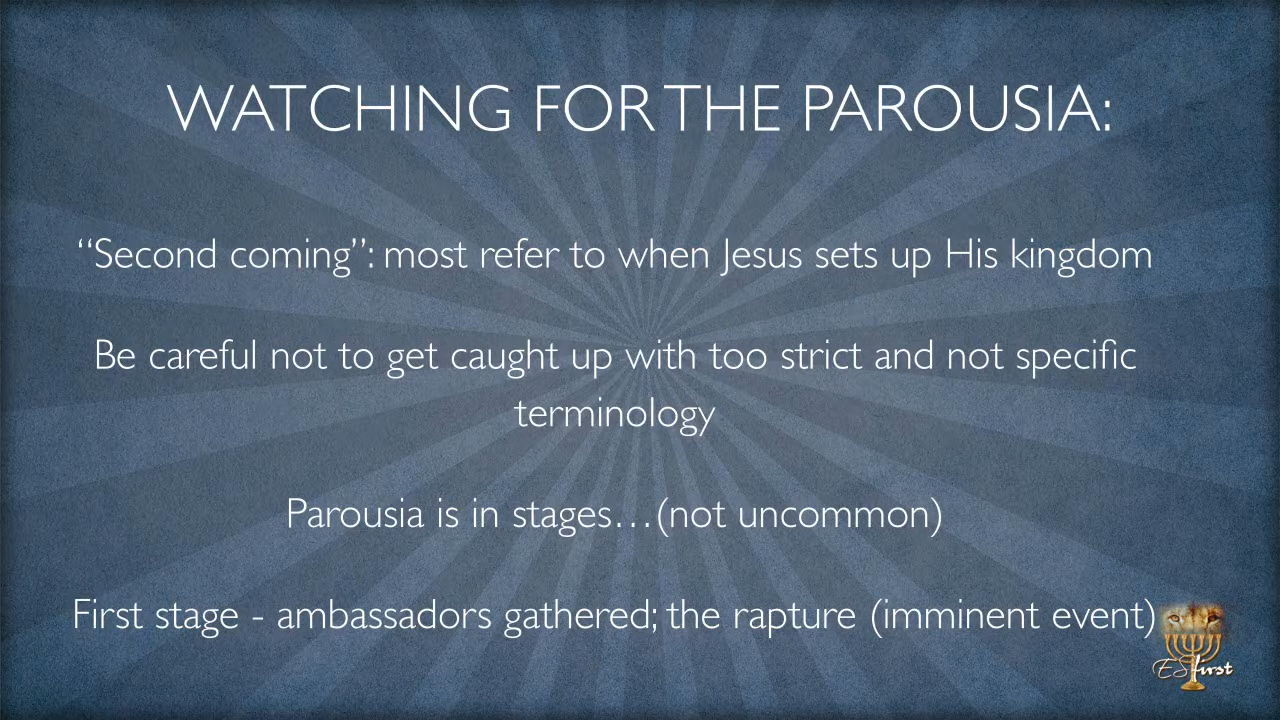 WATCHING FOR THE PAROUSIA:
“Second coming”: most refer to when Jesus sets up His kingdom
Be careful not to get caught up with too strict and not specific
terminology
Parousia is in stages…(not uncommon)
First stage - ambassadors gathered; the rapture (imminent event)
ESfirst